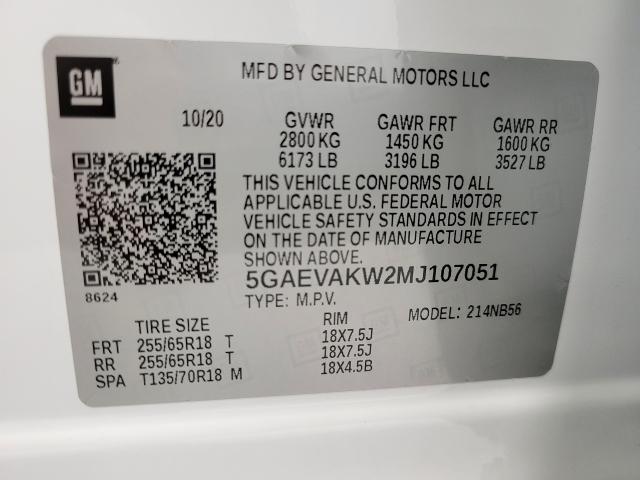 GM
MFD BY GENERAL MOTORS LLC
10/20 GVWR GAWR FRT GAWR RR
2800 KG 1450 KG 1600 KG
6173 LB 3196 LB 3527 LB
THIS VEHICLE CONFORMS TO ALL
APPLICABLE U.S. FEDERAL MOTOR
VEHICLE SAFETY STANDARDS IN EFFECT
ON THE DATE OF MANUFACTURE
SHOWN ABOVE.
8624 5GAEVAKW2MJ107051
TYPE: M.P.V. MODEL: 214NB56
TIRE SIZE RIM
FRT 255/65R18 T 18X7.5J
RR 255/65R18 T 18X7.5J
SPA T135/70R18 M 18X4.5B